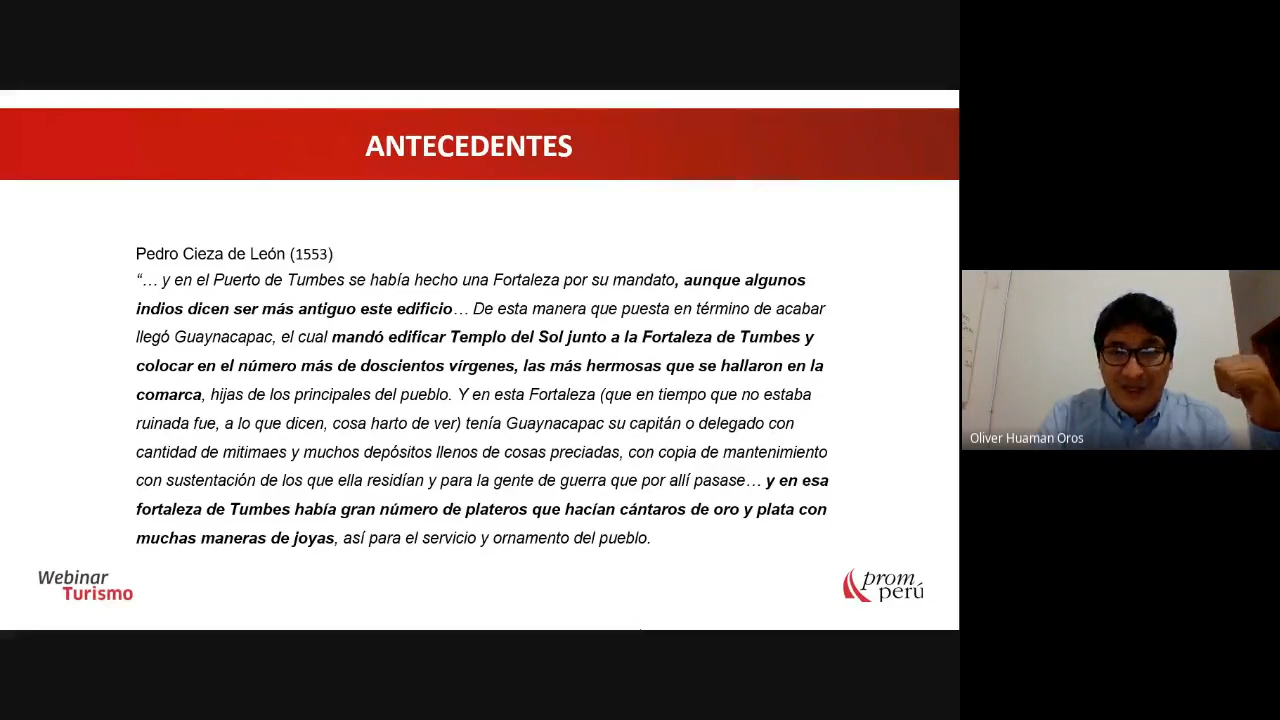 ANTECEDENTES
Pedro Cieza de León (1553)
“… y en el Puerto de Tumbes se había hecho una Fortaleza por su mandato, aunque algunos
indios dicen ser más antiguo este edificio… De esta manera que puesta en término de acabar
llegó Guaynacapac, el cual mandó edificar Templo del Sol junto a la Fortaleza de Tumbes y
colocar en el número más de doscientos vírgenes, las más hermosas que se hallaron en la
comarca, hijas de los principales del pueblo. Y en esta Fortaleza (que en tiempo que no estaba
ruinada fue, a lo que dicen, cosa harto de ver) tenía Guaynacapac su capitán o delegado con
cantidad de mitimaes y muchos depósitos llenos de cosas preciadas, con copia de mantenimiento
con sustentación de los que ella residían y para la gente de guerra que por allí pasase… y en esa
fortaleza de Tumbes había gran número de plateros que hacían cántaros de oro y plata con
muchas maneras de joyas, así para el servicio y ornamento del pueblo.
Webinar
Turismo
prom
perú
Oliver Huaman Oros